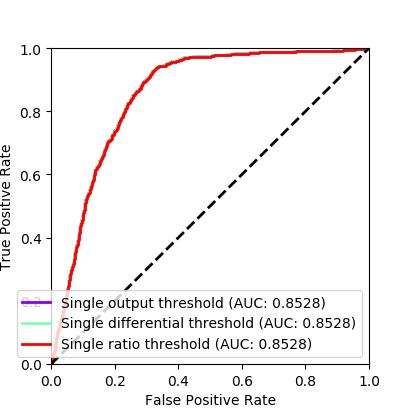 1.0
0.8
0.6
0.4
0.2
0.0
True Positive Rate
Single output threshold (AUC: 0.8528)
Single differential threshold (AUC: 0.8528)
Single ratio threshold (AUC: 0.8528)
0.0 0.2 0.4 0.6 0.8 1.0
False Positive Rate